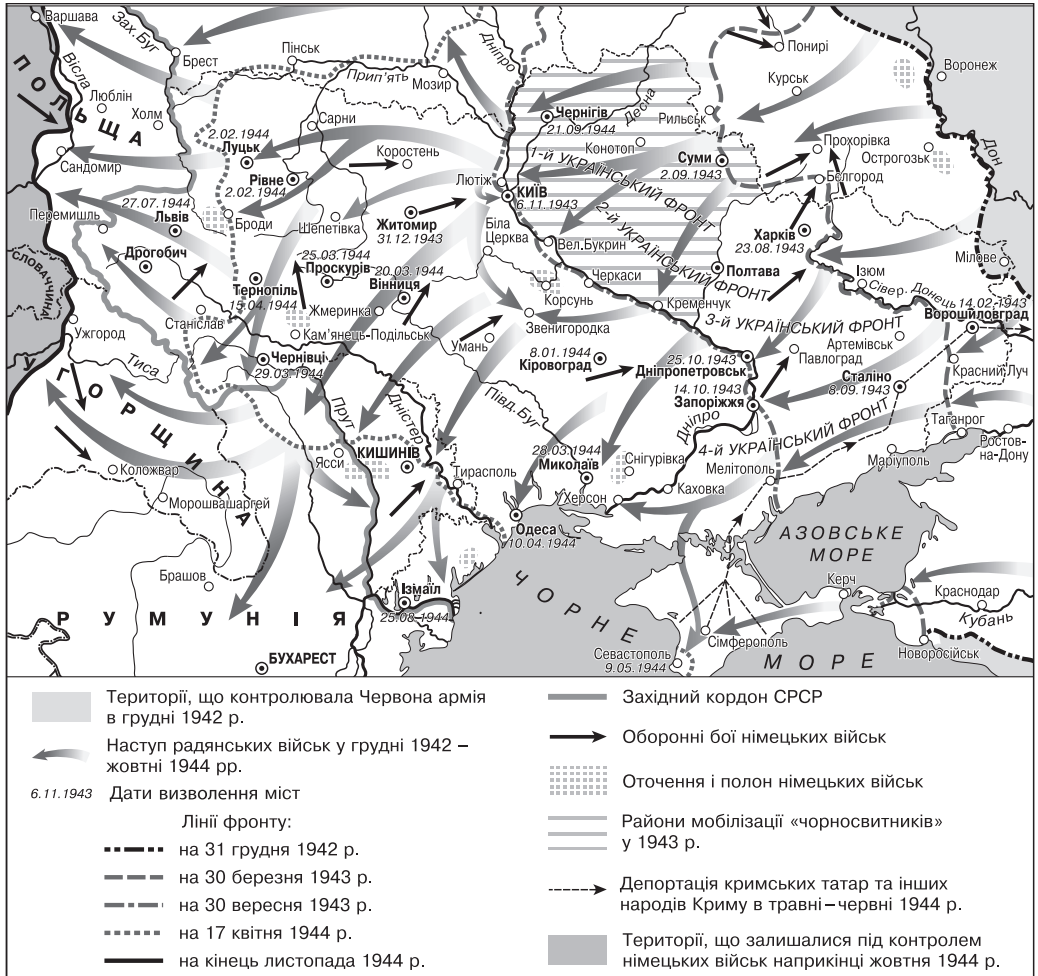 Варшава
Зах.Буг
Брест
Пінськ
Дніпро
Понирі
Воронеж
ПОЛЬЩА
Вісла
Прип'ять
Мозир
Курськ
Люблін
Холм
Сарни
Чернігів
21.09.1944
Десна
Рильськ
2.02.1944
Луцьк
Коростень
Конотоп
Прохорівка
Острогозьк
Дон
Сандомир
Рівне
2.02.1944
Лютіж
1-й УКРАЇНСЬКИЙ ФРОНТ
Суми
2.09.1943
Бєлгород
КИЇВ
6.11.1943
27.07.1944
Львів
Перемишль
Броди
Шепетівка
Житомир
31.12.1943
Біла
Церква
2-й УКРАЇНСЬКИЙ ФРОНТ
Вел.Букрин
Харків
23.08.1943
Мілове
Дрогобич
25.03.1944
Проскурів
20.03.1944
Вінниця
Черкаси
Полтава
Ізюм
Сівер. Донець
14.02.1943
Ворошиловград
СЛОВАЧЧИНА
Тернопіль
15.04.1944
Жмеринка
Корсунь
Кременчук
3-й УКРАЇНСЬКИЙ ФРОНТ
Станіслав
Кам'янець-Подільськ
Звенигородка
Артемівськ
Ужгород
Умань
Павлоград
Красний Луч
Чернівці
29.03.1944
8.01.1944
Кіровоград
25.10.1943
Дніпропетровськ
Сталіно
8.09.1943
Тиса
14.10.1943
Запоріжжя
УГОРЩИНА
Прут
Дністер
Півд.Буг
Дніпро
4-й УКРАЇНСЬКИЙ ФРОНТ
Таганрог
Ростов-
на-Дону
Ясси
КИШИНІВ
28.03.1944
Миколаїв
Снігурівка
Мелітополь
Маріуполь
Коложвар
Тирасполь
Морошвашаргей
Херсон
Каховка
Одеса
10.04.1944
АЗОВСЬКЕ
МОРЕ
Брашов
Ізмаїл
25.08.1944
Керч
Краснодар
Кубань
РУМУНІЯ
ЧОРНЕ
МОРЕ
Сімферополь
Севастополь
9.05.1944
Новоросійськ
БУХАРЕСТ
Території, що контролювала Червона армія
в грудні 1942 р.
Наступ радянських військ у грудні 1942 –
жовтні 1944 рр.
6.11.1943 Дати визволення міст
Лінії фронту:
на 31 грудня 1942 р.
на 30 березня 1943 р.
на 30 вересня 1943 р.
на 17 квітня 1944 р.
на кінець листопада 1944 р.
Західний кордон СРСР
Оборонні бої німецьких військ
Оточення і полон німецьких військ
Райони мобілізації «чорносвитників»
у 1943 р.
Депортація кримських татар та інших
народів Криму в травні–червні 1944 р.
Території, що залишалися під контролем
німецьких військ наприкінці жовтня 1944 р.